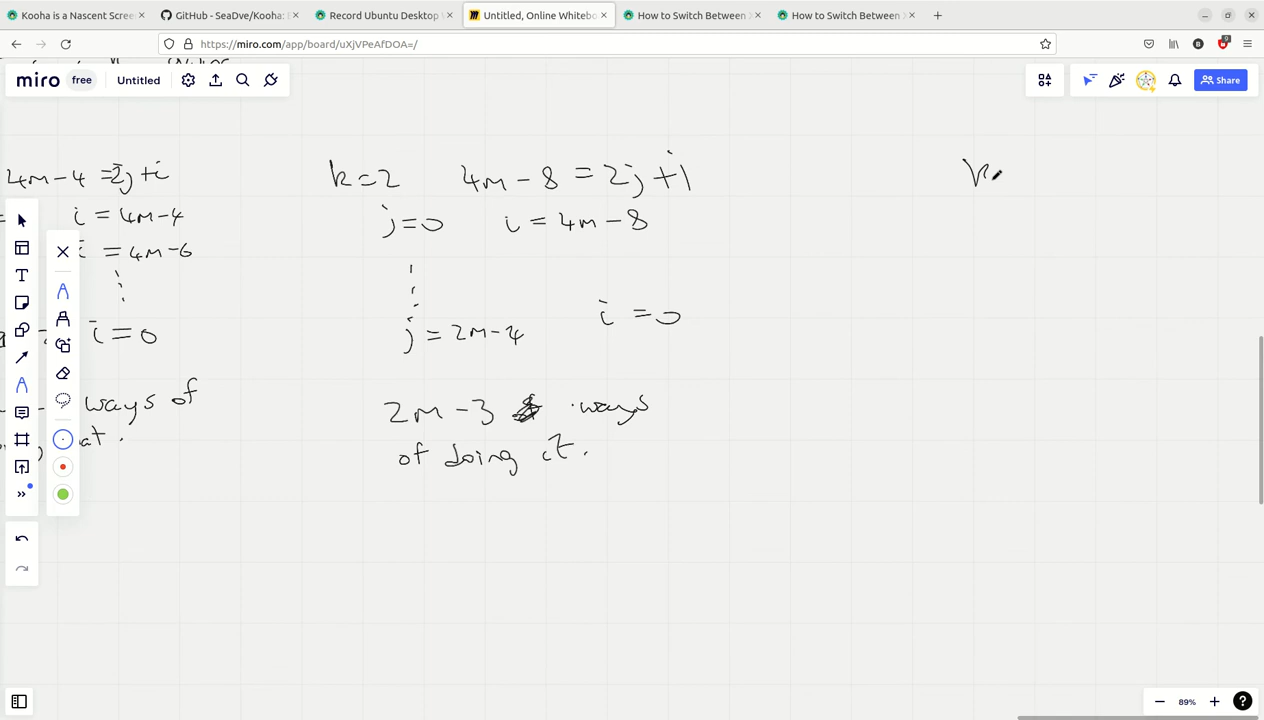 Kooha is a Nascent Scree
GitHub - SeaDve/Kooha: E
Record Ubuntu Desktop
Untitled, Online Whitebo
How to Switch Between
How to Switch Between
https://miro.com/app/board/uXjVPeAfDOA=/
miro free Untitled
Share
4m-4 = 2j+i
i = 4m-4
= 4m-6
i = 0
ways of
at.
k=2 4m-8 = 2j+i
j=0 i = 4m-8
j = 2m-4 i = 0
2m-3 ways
of doing it.
k
89%